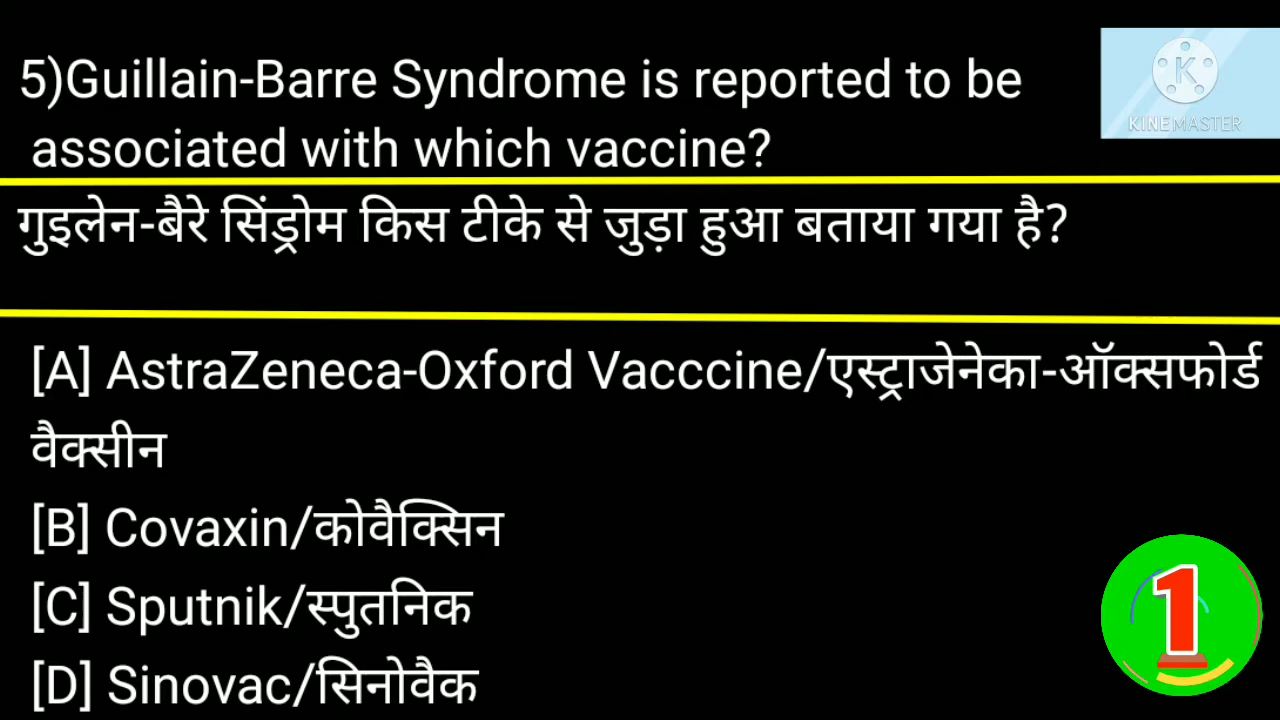 5)Guillain-Barre Syndrome is reported to be
associated with which vaccine?
KINEMASTER
गुइलेन-बैरे सिंड्रोम किस टीके से जुड़ा हुआ बताया गया है?
[A] AstraZeneca-Oxford Vacccine/एस्ट्राजेनेका-ऑक्सफोर्ड
वैक्सीन
[B] Covaxin/कोवैक्सिन
[C] Sputnik/स्पुतनिक
[D] Sinovac/सिनोवैक
1